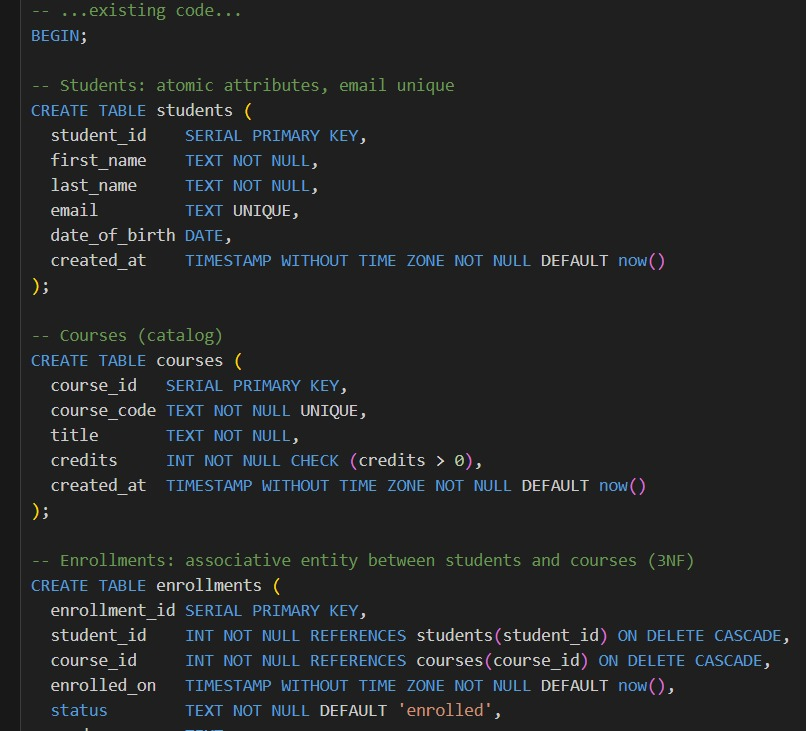 -- ...existing code...
BEGIN;
-- Students: atomic attributes, email unique
CREATE TABLE students (
student_id SERIAL PRIMARY KEY,
first_name TEXT NOT NULL,
last_name TEXT NOT NULL,
email TEXT UNIQUE,
date_of_birth DATE,
created_at TIMESTAMP WITHOUT TIME ZONE NOT NULL DEFAULT now()
);
-- Courses (catalog)
CREATE TABLE courses (
course_id SERIAL PRIMARY KEY,
course_code TEXT NOT NULL UNIQUE,
title TEXT NOT NULL,
credits INT NOT NULL CHECK (credits > 0),
created_at TIMESTAMP WITHOUT TIME ZONE NOT NULL DEFAULT now()
);
-- Enrollments: associative entity between students and courses (3NF)
CREATE TABLE enrollments (
enrollment_id SERIAL PRIMARY KEY,
student_id INT NOT NULL REFERENCES students(student_id) ON DELETE CASCADE,
course_id INT NOT NULL REFERENCES courses(course_id) ON DELETE CASCADE,
enrolled_on TIMESTAMP WITHOUT TIME ZONE NOT NULL DEFAULT now(),
status TEXT NOT NULL DEFAULT 'enrolled',